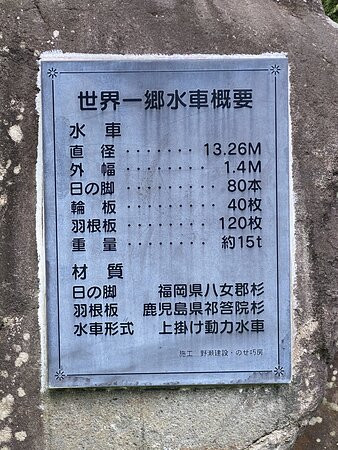 世界一郷水車概要
水車
直径 ・・・・・・・・ 13.26M
外幅 ・・・・・・・・ 1.4M
日の脚 ・・・・・・・・ 80本
輪板 ・・・・・・・・ 40枚
羽根板 ・・・・・・・・ 120枚
重量 ・・・・・・・・ 約15t
材質
日の脚 福岡県八女郡杉
羽根板 鹿児島県祁答院杉
水車形式 上掛け動力水車
施工 野瀬建設・のせ巧房